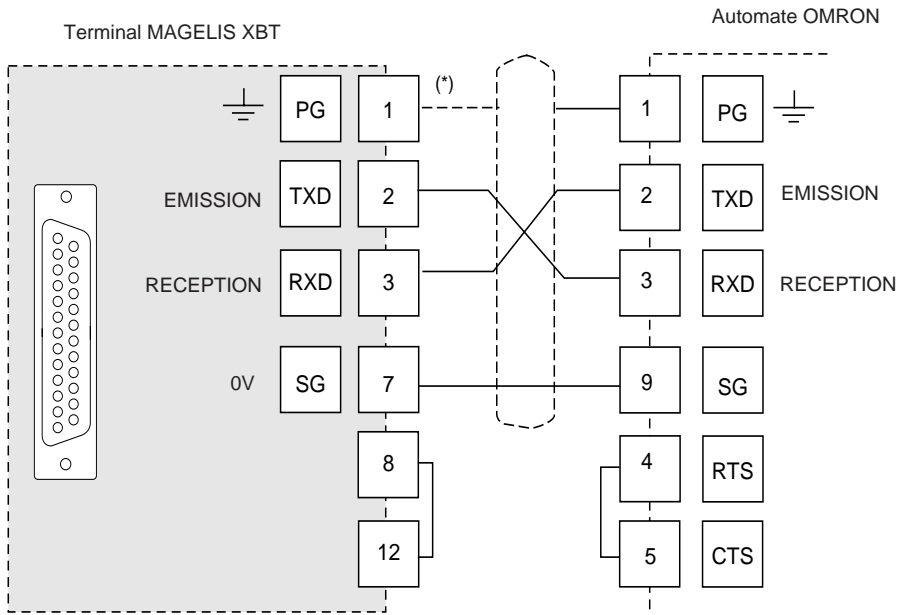 Automate OMRON
Terminal MAGELIS XBT
PG 1 (*) 1 PG
EMISSION TXD 2 2 TXD EMISSION
RECEPTION RXD 3 3 RXD RECEPTION
0V SG 7 9 SG
8 4 RTS
12 5 CTS